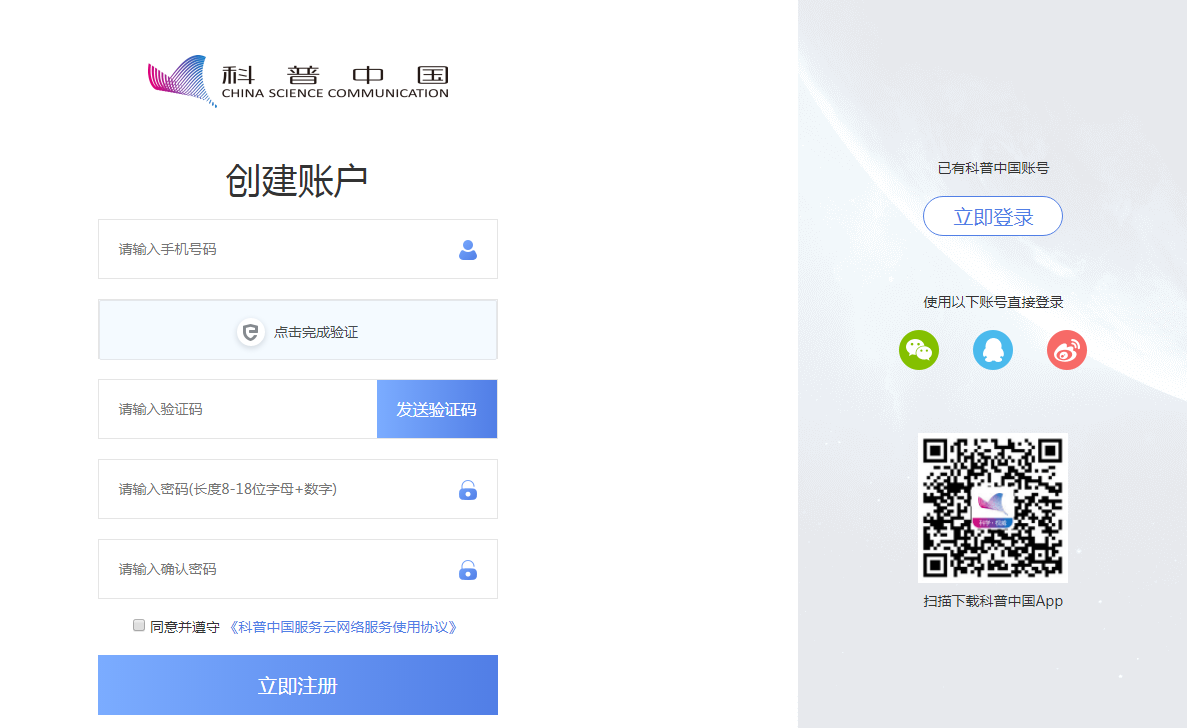 科普中国
CHINA SCIENCE COMMUNICATION
创建账户
请输入手机号码
点击完成验证
请输入验证码
发送验证码
请输入密码(长度8-18位字母+数字)
请输入确认密码
同意并遵守 《科普中国服务云网络服务使用协议》
立即注册
已有科普中国账号
立即登录
使用以下账号直接登录
科学·权威
扫描下载科普中国App